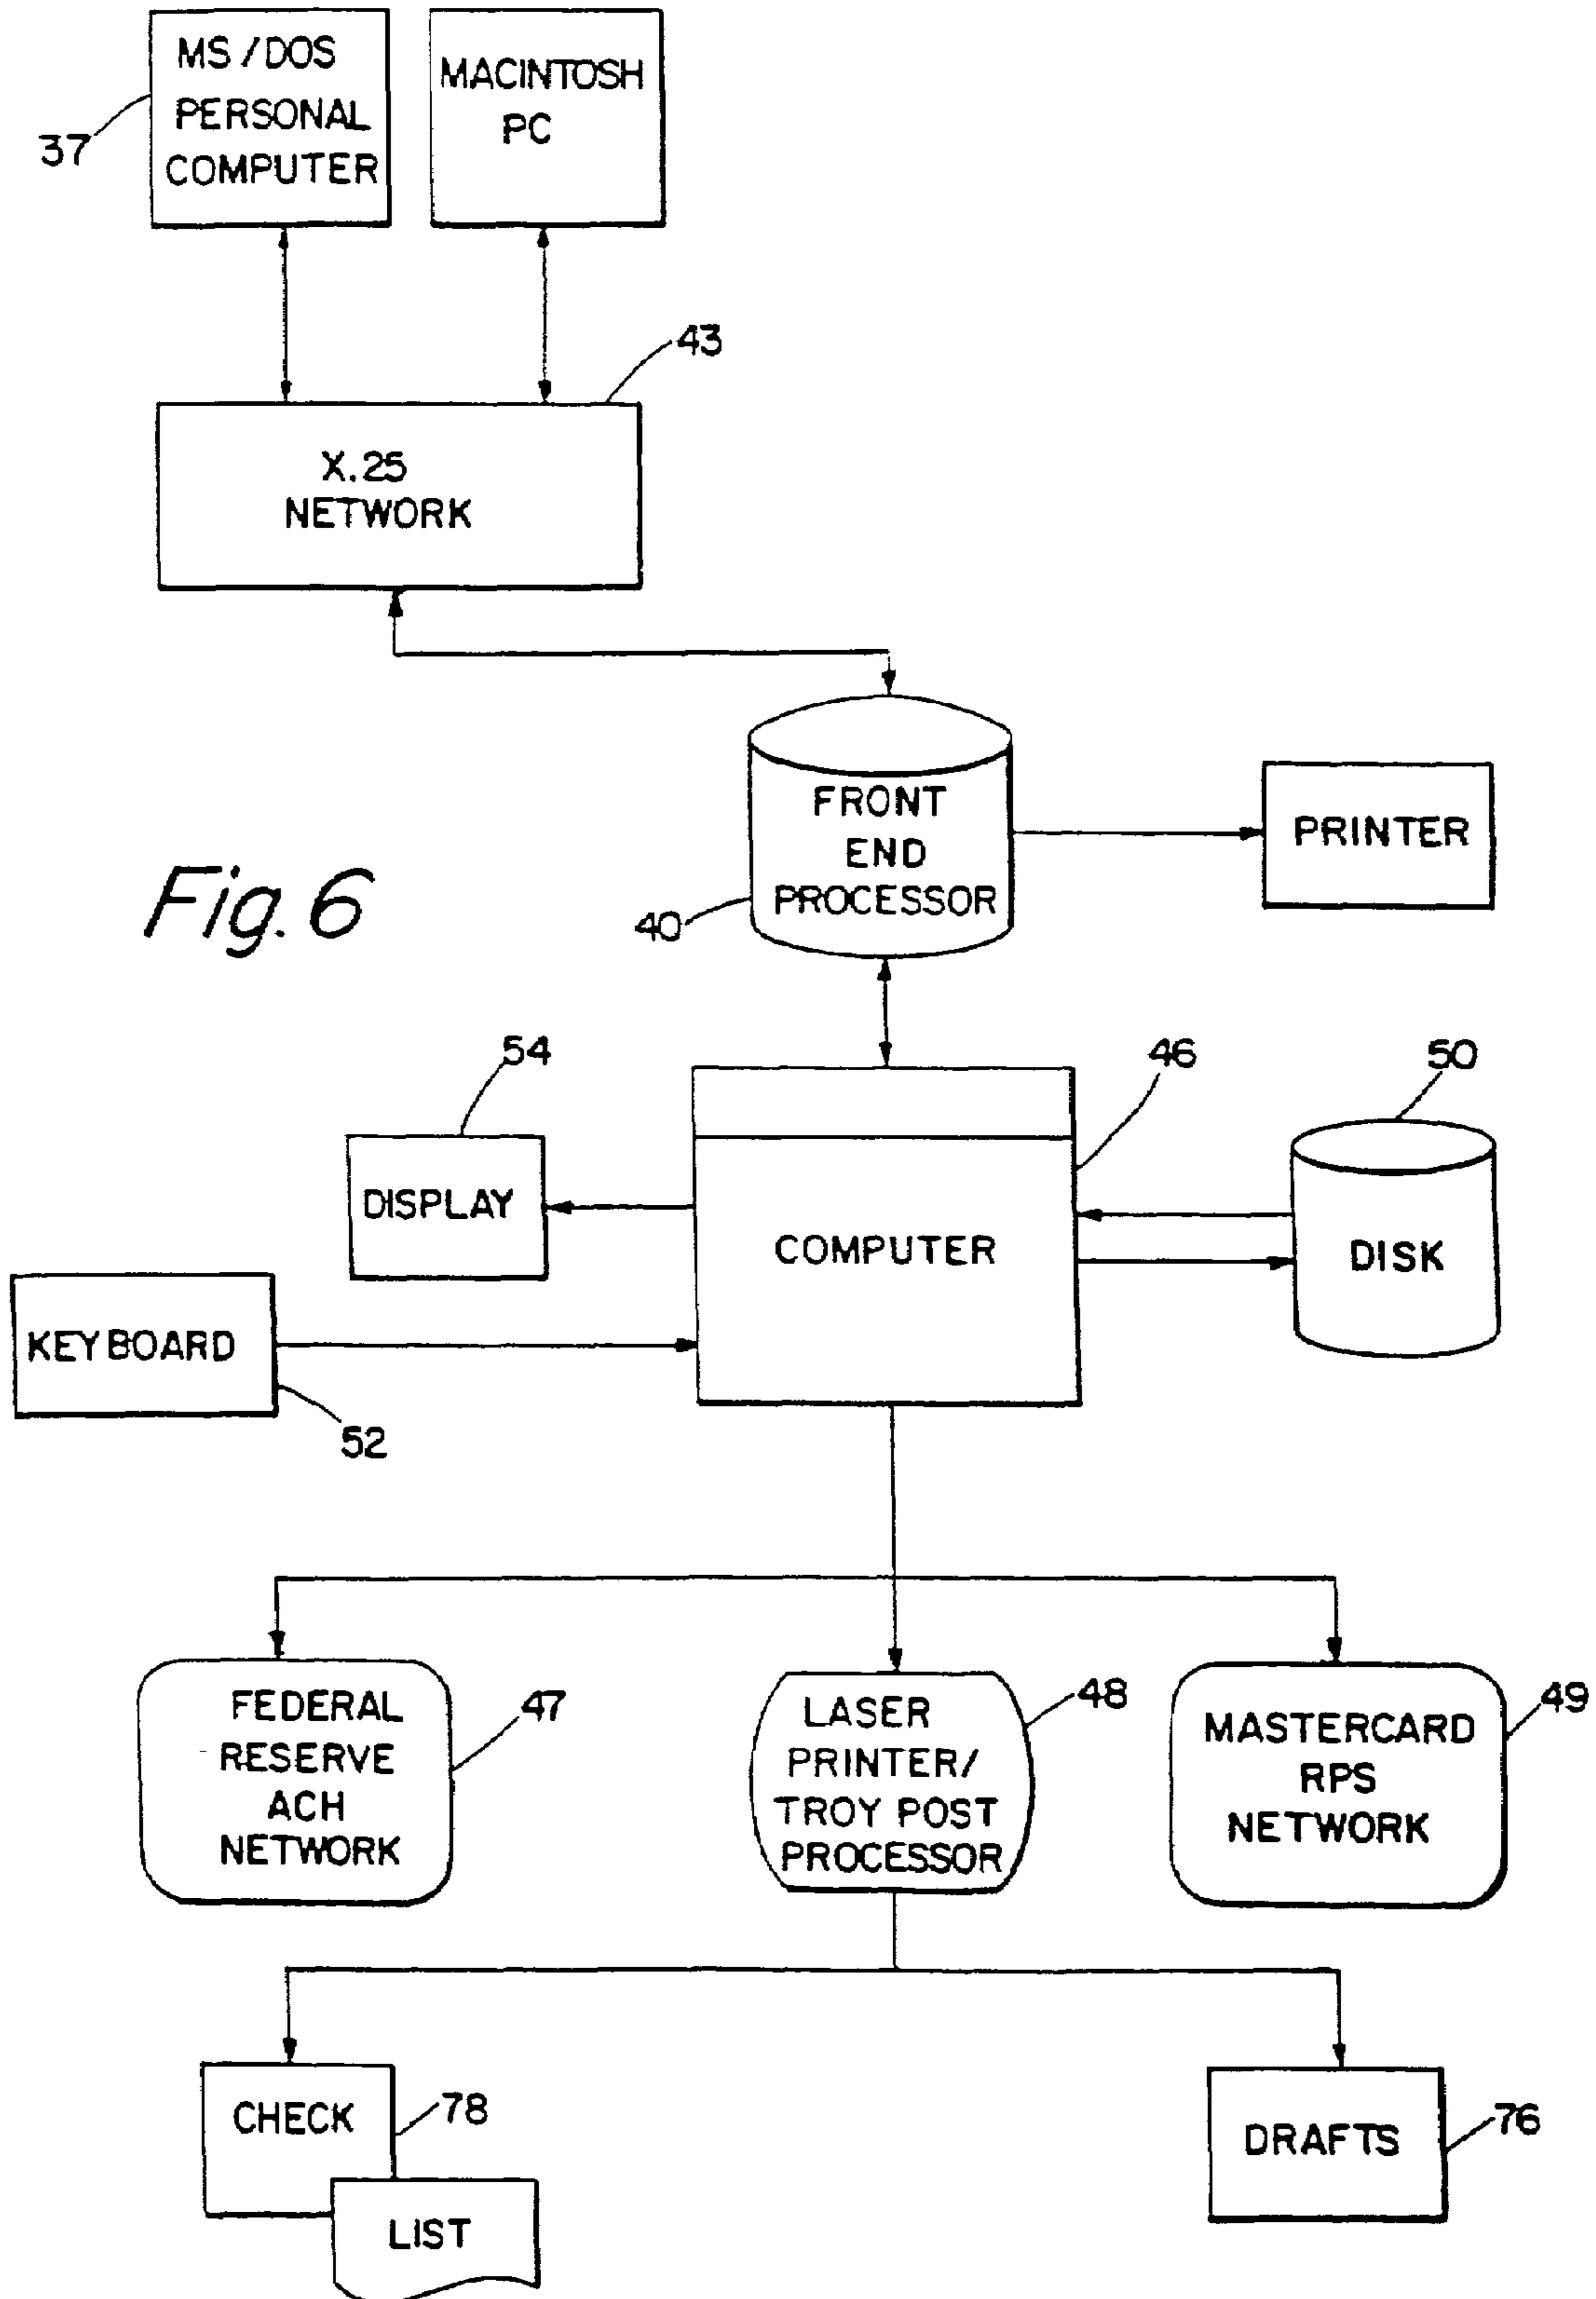 MS/DOS
PERSONAL
COMPUTER
37
MACINTOSH
PC
43
X.25
NETWORK
FRONT
END
PROCESSOR
40
PRINTER
Fig. 6
54
DISPLAY
46
COMPUTER
50
DISK
KEYBOARD
52
FEDERAL
RESERVE
ACH
NETWORK
47
LASER
PRINTER/
TROY POST
PROCESSOR
48
MASTERCARD
RPS
NETWORK
49
CHECK
78
LIST
DRAFTS
76